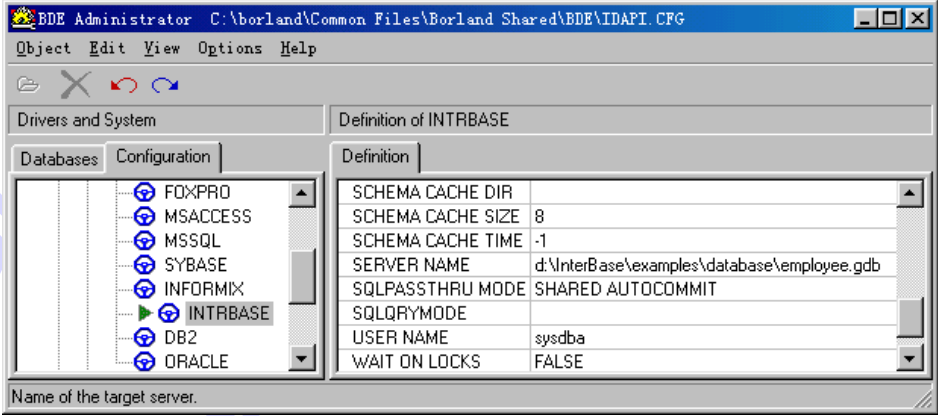 BDE Administrator C:\borland\Common Files\Borland Shared\BDE\IDAPI.CFG
Object Edit View Options Help
Drivers and System
Definition of INTRBASE
Databases Configuration
Definition
FOXPRO
MSACCESS
MSSQL
SYBASE
INFORMIX
INTRBASE
DB2
ORACLE
SCHEMA CACHE DIR
SCHEMA CACHE SIZE 8
SCHEMA CACHE TIME -1
SERVER NAME d:\InterBase\examples\database\employee.gdb
SQLPASSTHRU MODE SHARED AUTOCOMMIT
SQLQRYMODE
USER NAME sysdba
WAIT ON LOCKS FALSE
Name of the target server.